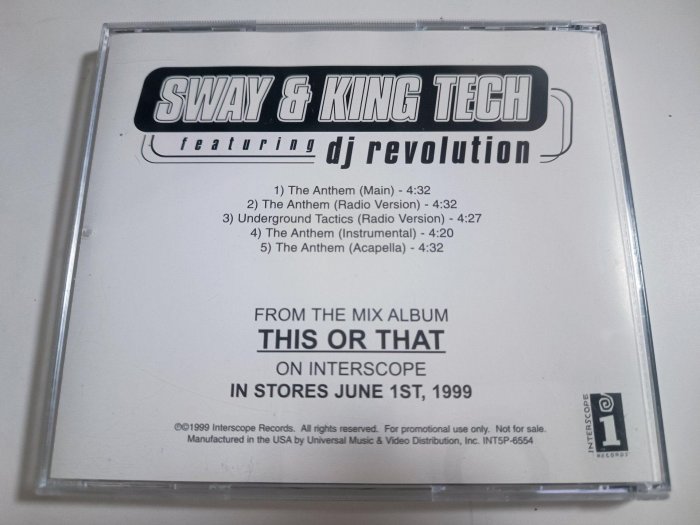 SWAY & KING TECH
featuring dj revolution
1) The Anthem (Main) - 4:32
2) The Anthem (Radio Version) - 4:32
3) Underground Tactics (Radio Version) - 4:27
4) The Anthem (Instrumental) - 4:20
5) The Anthem (Acapella) - 4:32
FROM THE MIX ALBUM
THIS OR THAT
ON INTERSCOPE
IN STORES JUNE 1ST, 1999
℗©1999 Interscope Records. All rights reserved. For promotional use only. Not for sale.
Manufactured in the USA by Universal Music & Video Distribution, Inc. INT5P-6554
INTERSCOPE
i
RECORDS